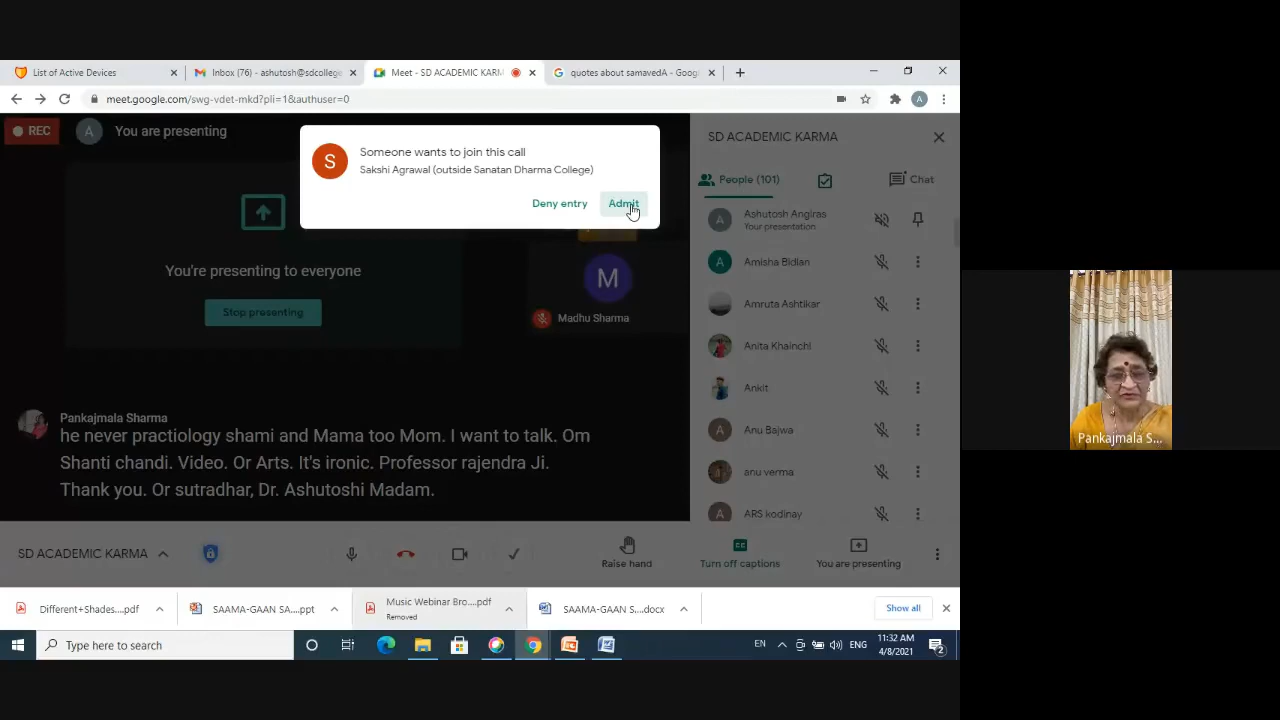 List of Active Devices
Inbox (76) - ashutosh@sdcollege
Meet - SD ACADEMIC KARM
quotes about samavedA - Goog
meet.google.com/swg-vdet-mkd?pli=1&authuser=0
REC
A
You are presenting
Someone wants to join this call
S
Sakshi Agrawal (outside Sanatan Dharma College)
Deny entry
Admit
You're presenting to everyone
Stop presenting
M
Madhu Sharma
SD ACADEMIC KARMA
People (101)
Chat
A
Ashutosh Angiras
Your presentation
A
Amisha Bidlan
Amruta Ashtikar
Anita Khainchi
Ankit
A
Anu Bajwa
anu verma
A
ARS kodinay
Pankajmala Sharma
he never practiology shami and Mama too Mom. I want to talk. Om
Shanti chandi. Video. Or Arts. It's ironic. Professor rajendra Ji.
Thank you. Or sutradhar, Dr. Ashutoshi Madam.
SD ACADEMIC KARMA
Raise hand
CC
Turn off captions
You are presenting
Different+Shades....pdf
SAAMA-GAAN SA....ppt
Music Webinar Bro....pdf
Removed
SAAMA-GAAN S....docx
Show all
Type here to search
EN
ENG
11:32 AM
4/8/2021
2
Pankajmala S...